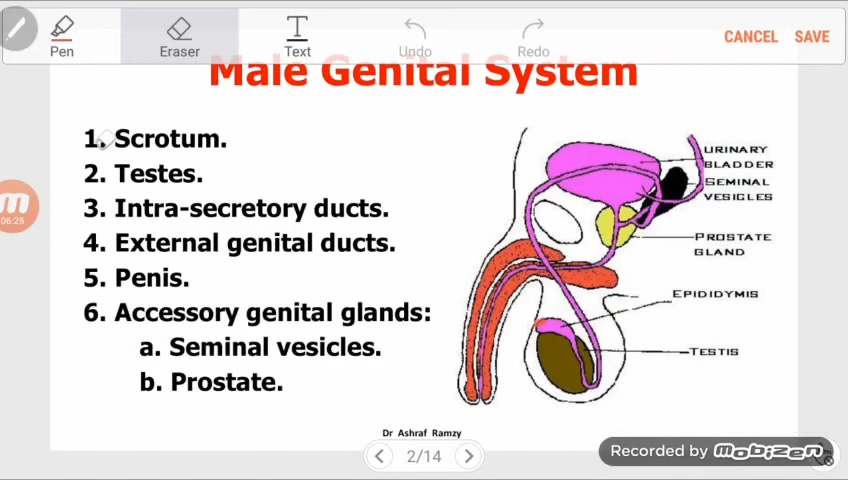 Pen
Eraser
Text
Undo
Redo
CANCEL
SAVE
Male Genital System
1. Scrotum.
2. Testes.
3. Intra-secretory ducts.
4. External genital ducts.
5. Penis.
6. Accessory genital glands:
a. Seminal vesicles.
b. Prostate.
URINARY
BLADDER
SEMINAL
VESICLES
PROSTATE
GLAND
EPIDIDYMIS
TESTIS
06:25
Dr Ashraf Ramzy
2/14
Recorded by Mobizen